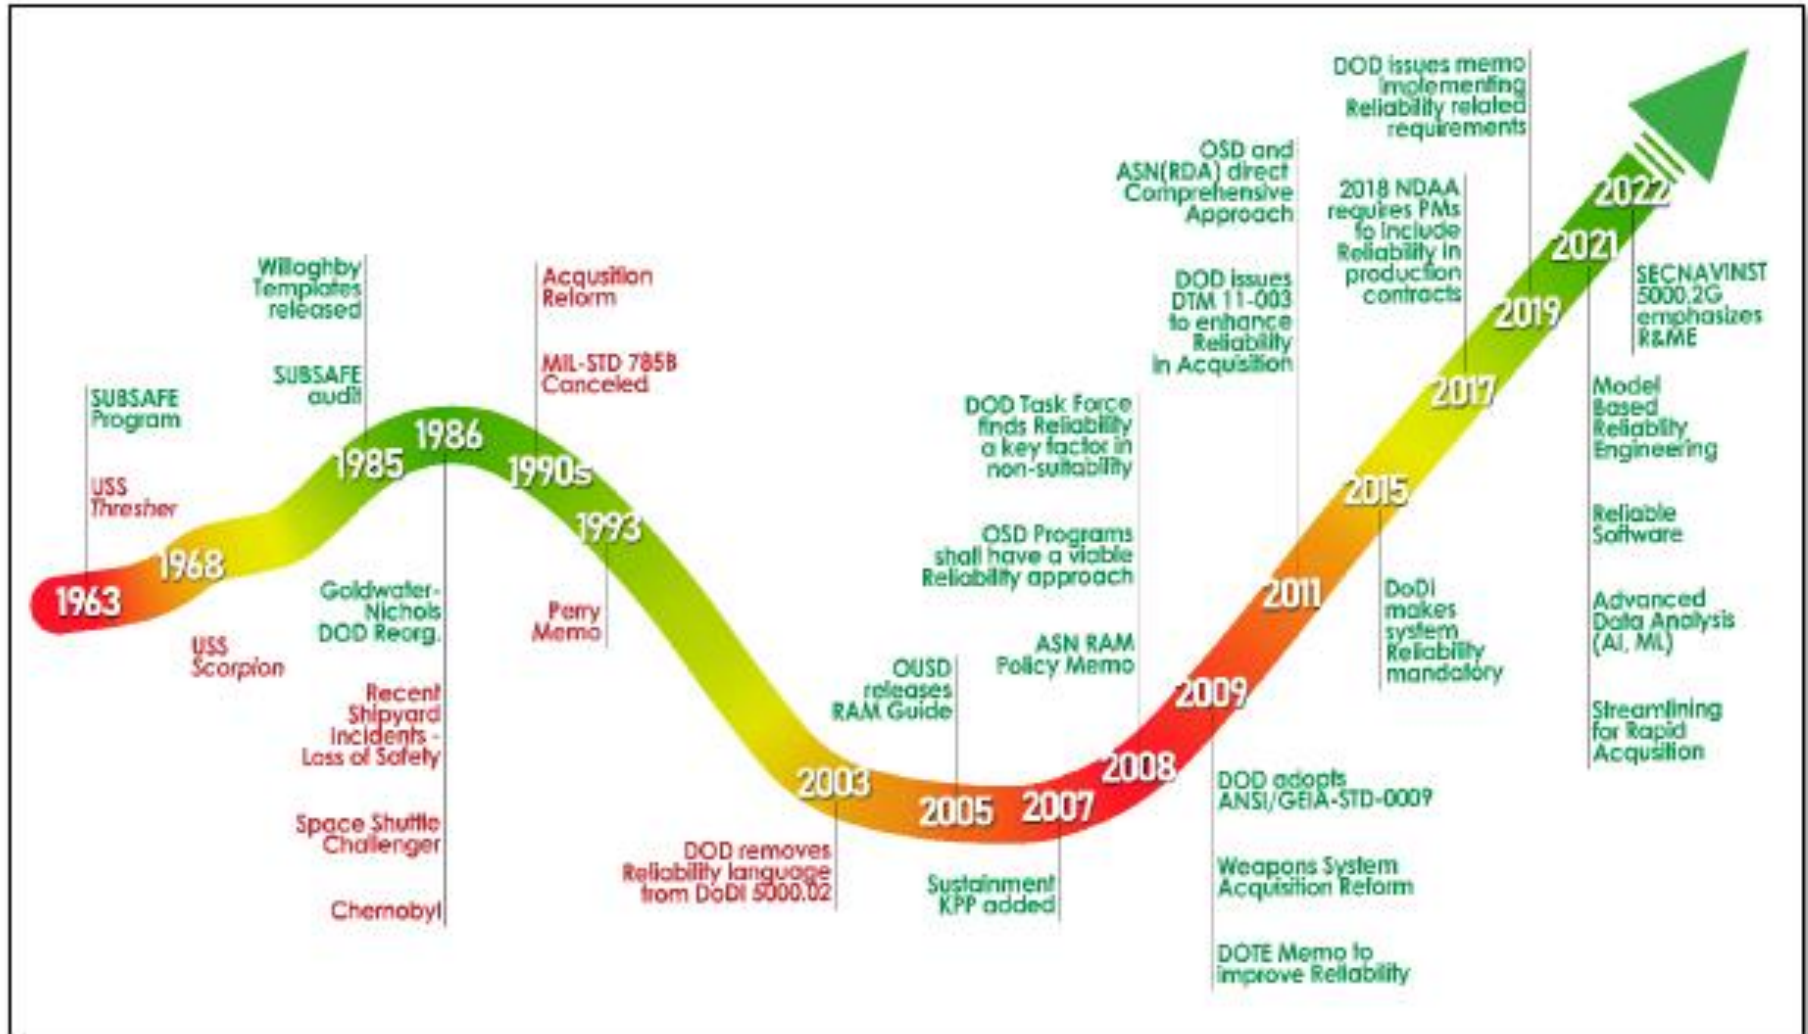 SUBSAFE
Program
USS
Thresher
1963
1968
USS
Scorpion
Willoghby
Templates
released
SUBSAFE
audit
1985
1986
Goldwater-
Nichols
DOD Reorg.
Recent
Shipyard
Incidents -
Loss of Safety
Space Shuttle
Challenger
Chernobyl
Acqusition
Reform
MIL-STD 785B
Canceled
1990s
1993
Perry
Memo
2003
DOD removes
Reliability language
from DoDI 5000.02
OUSD
releases
RAM Guide
2005
2007
Sustainment
KPP added
DOD Task Force
finds Reliability
a key factor in
non-suitability
OSD Programs
shall have a viable
Reliability approach
ASN RAM
Policy Memo
2008
2009
DOD adopts
ANSI/GEIA-STD-0009
Weapons System
Acquisition Reform
DOTE Memo to
improve Reliability
OSD and
ASN(RDA) direct
Comprehensive
Approach
DOD issues
DTM 11-003
to enhance
Reliability
in Acquisition
2011
2015
DoDi
makes
system
Reliability
mandatory
2018 NDAA
requires PMs
to include
Reliability in
production
contracts
2017
DOD issues memo
implementing
Reliability related
requirements
2019
2021
Model
Based
Reliability
Engineering
Reliable
Software
Advanced
Data Analysis
(AI, ML)
Streamlining
for Rapid
Acqusition
2022
SECNAVINST
5000.2G
emphasizes
R&ME